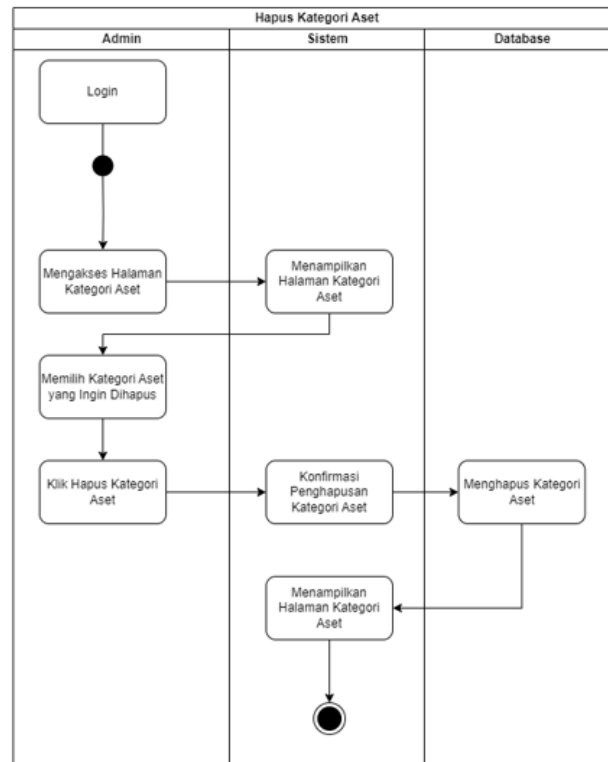 Hapus Kategori Aset
Admin
Sistem
Database
Login
Mengakses Halaman
Kategori Aset
Menampilkan
Halaman Kategori
Aset
Memilih Kategori Aset
yang Ingin Dihapus
Klik Hapus Kategori
Aset
Konfirmasi
Penghapusan
Kategori Aset
Menghapus Kategori
Aset
Menampilkan
Halaman Kategori
Aset